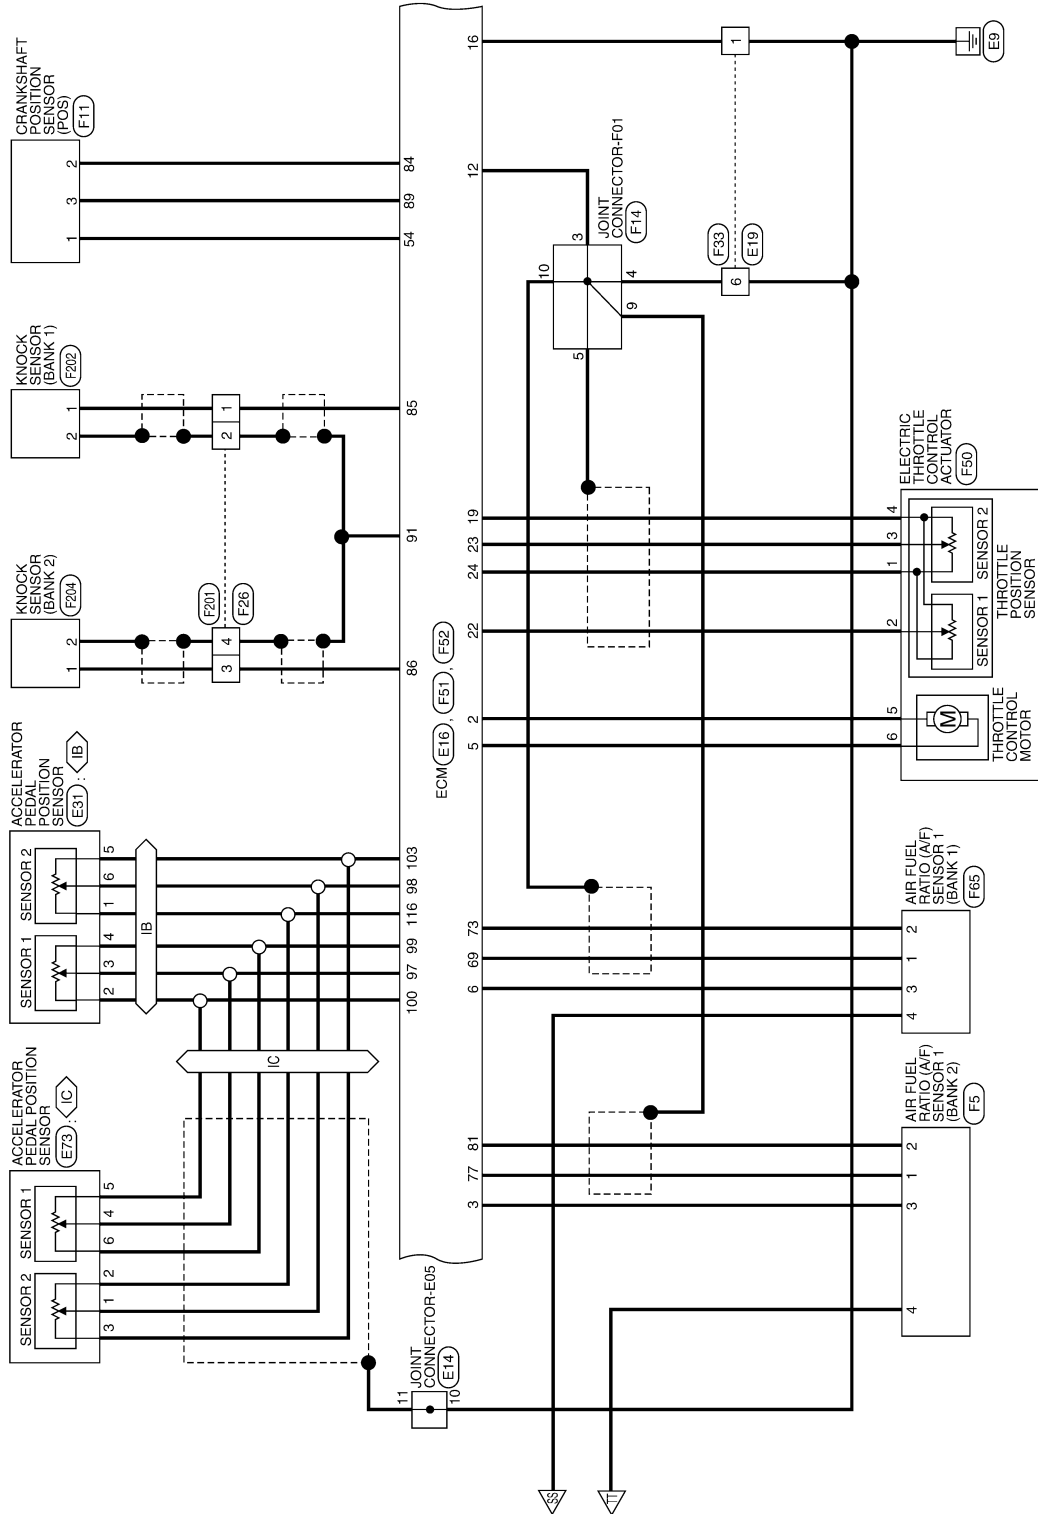 CRANKSHAFT
POSITION
SENSOR
(POS)
F11
2
3
1
84
89
54
KNOCK
SENSOR
(BANK 1)
F202
1
2
1
2
85
91
KNOCK
SENSOR
(BANK 2)
F204
2
1
F201
F26
4
3
86
ACCELERATOR
PEDAL
POSITION
SENSOR
E31 : IB
SENSOR 2
SENSOR 1
5
6
1
4
3
2
IB
103
98
116
99
97
100
ACCELERATOR
PEDAL POSITION
SENSOR
E73 : IC
SENSOR 1
SENSOR 2
5
4
6
2
1
3
IC
ECM E16 , F51 , F52
16
12
19
23
24
22
2
5
73
69
6
81
77
3
1
E9
JOINT
CONNECTOR-F01
F14
3
10
4
9
5
F33
E19
6
ELECTRIC
THROTTLE
CONTROL
ACTUATOR
F50
4
3
1
2
5
6
SENSOR 2
SENSOR 1
THROTTLE
POSITION
SENSOR
M
THROTTLE
CONTROL
MOTOR
AIR FUEL
RATIO (A/F)
SENSOR 1
(BANK 1)
F65
2
1
3
4
AIR FUEL
RATIO (A/F)
SENSOR 1
(BANK 2)
F5
2
1
3
4
JOINT
CONNECTOR-E05
E14
11
10
SS
TT